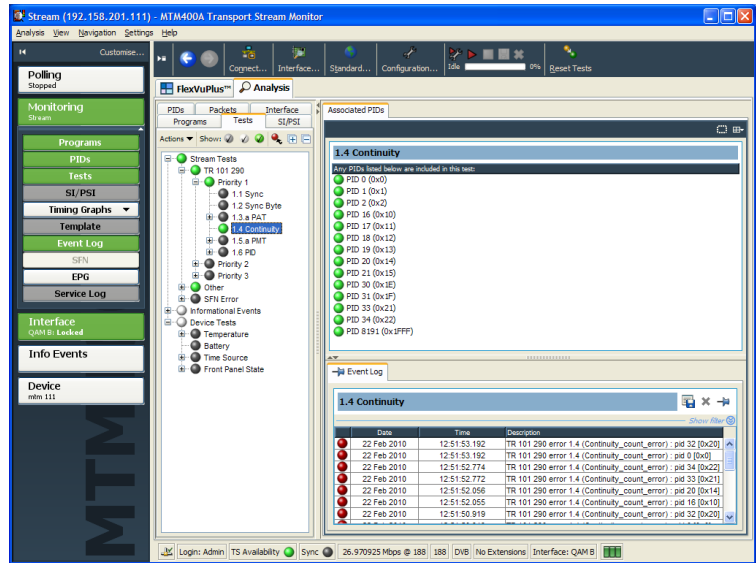 Stream (192.158.201.111) - MTM400A Transport Stream Monitor
Analysis View Navigation Settings Help
Customise...
Polling
Stopped
Monitoring
Stream
Programs
PIDs
Tests
SI/PSI
Timing Graphs
Template
Event Log
SFN
EPG
Service Log
Interface
QAM B: Locked
Info Events
Device
mtm 111
MTM
Connect...
Interface...
Standard...
Configuration...
Idle
0%
Reset Tests
FlexVuPlus™
Analysis
PIDs Packets Interface
Programs Tests SI/PSI
Actions Show:
Stream Tests
TR 101 290
Priority 1
1.1 Sync
1.2 Sync Byte
1.3.a PAT
1.4 Continuity
1.5.a PMT
1.6 PID
Priority 2
Priority 3
Other
SFN Error
Informational Events
Device Tests
Temperature
Battery
Time Source
Front Panel State
Associated PIDs
1.4 Continuity
Any PIDs listed below are included in this test:
PID 0 (0x0)
PID 1 (0x1)
PID 2 (0x2)
PID 16 (0x10)
PID 17 (0x11)
PID 18 (0x12)
PID 19 (0x13)
PID 20 (0x14)
PID 21 (0x15)
PID 30 (0x1E)
PID 31 (0x1F)
PID 33 (0x21)
PID 34 (0x22)
PID 8191 (0x1FFF)
Event Log
1.4 Continuity
Show filter
Date Time Description
22 Feb 2010 12:51:53.192 TR 101 290 error 1.4 (Continuity_count_error) : pid 32 [0x20]
22 Feb 2010 12:51:53.192 TR 101 290 error 1.4 (Continuity_count_error) : pid 0 [0x0]
22 Feb 2010 12:51:52.774 TR 101 290 error 1.4 (Continuity_count_error) : pid 34 [0x22]
22 Feb 2010 12:51:52.772 TR 101 290 error 1.4 (Continuity_count_error) : pid 33 [0x21]
22 Feb 2010 12:51:52.056 TR 101 290 error 1.4 (Continuity_count_error) : pid 20 [0x14]
22 Feb 2010 12:51:52.055 TR 101 290 error 1.4 (Continuity_count_error) : pid 16 [0x10]
22 Feb 2010 12:51:50.919 TR 101 290 error 1.4 (Continuity_count_error) : pid 32 [0x20]
Login: Admin TS Availability Sync 26.970925 Mbps @ 188 188 DVB No Extensions Interface: QAM B